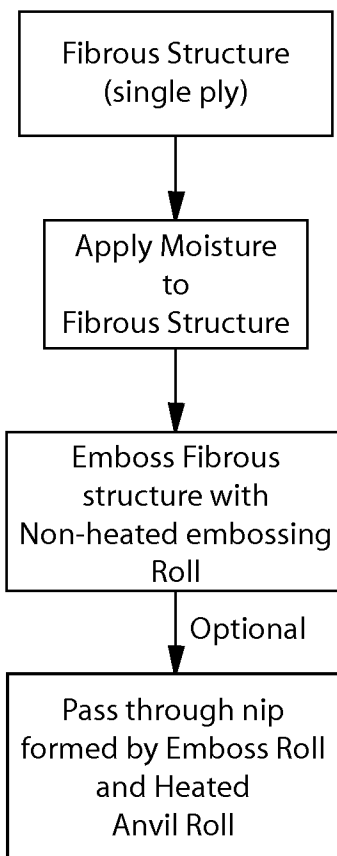 Fibrous Structure
(single ply)
Apply Moisture
to
Fibrous Structure
Emboss Fibrous
structure with
Non-heated embossing
Roll
Optional
Pass through nip
formed by Emboss Roll
and Heated
Anvil Roll